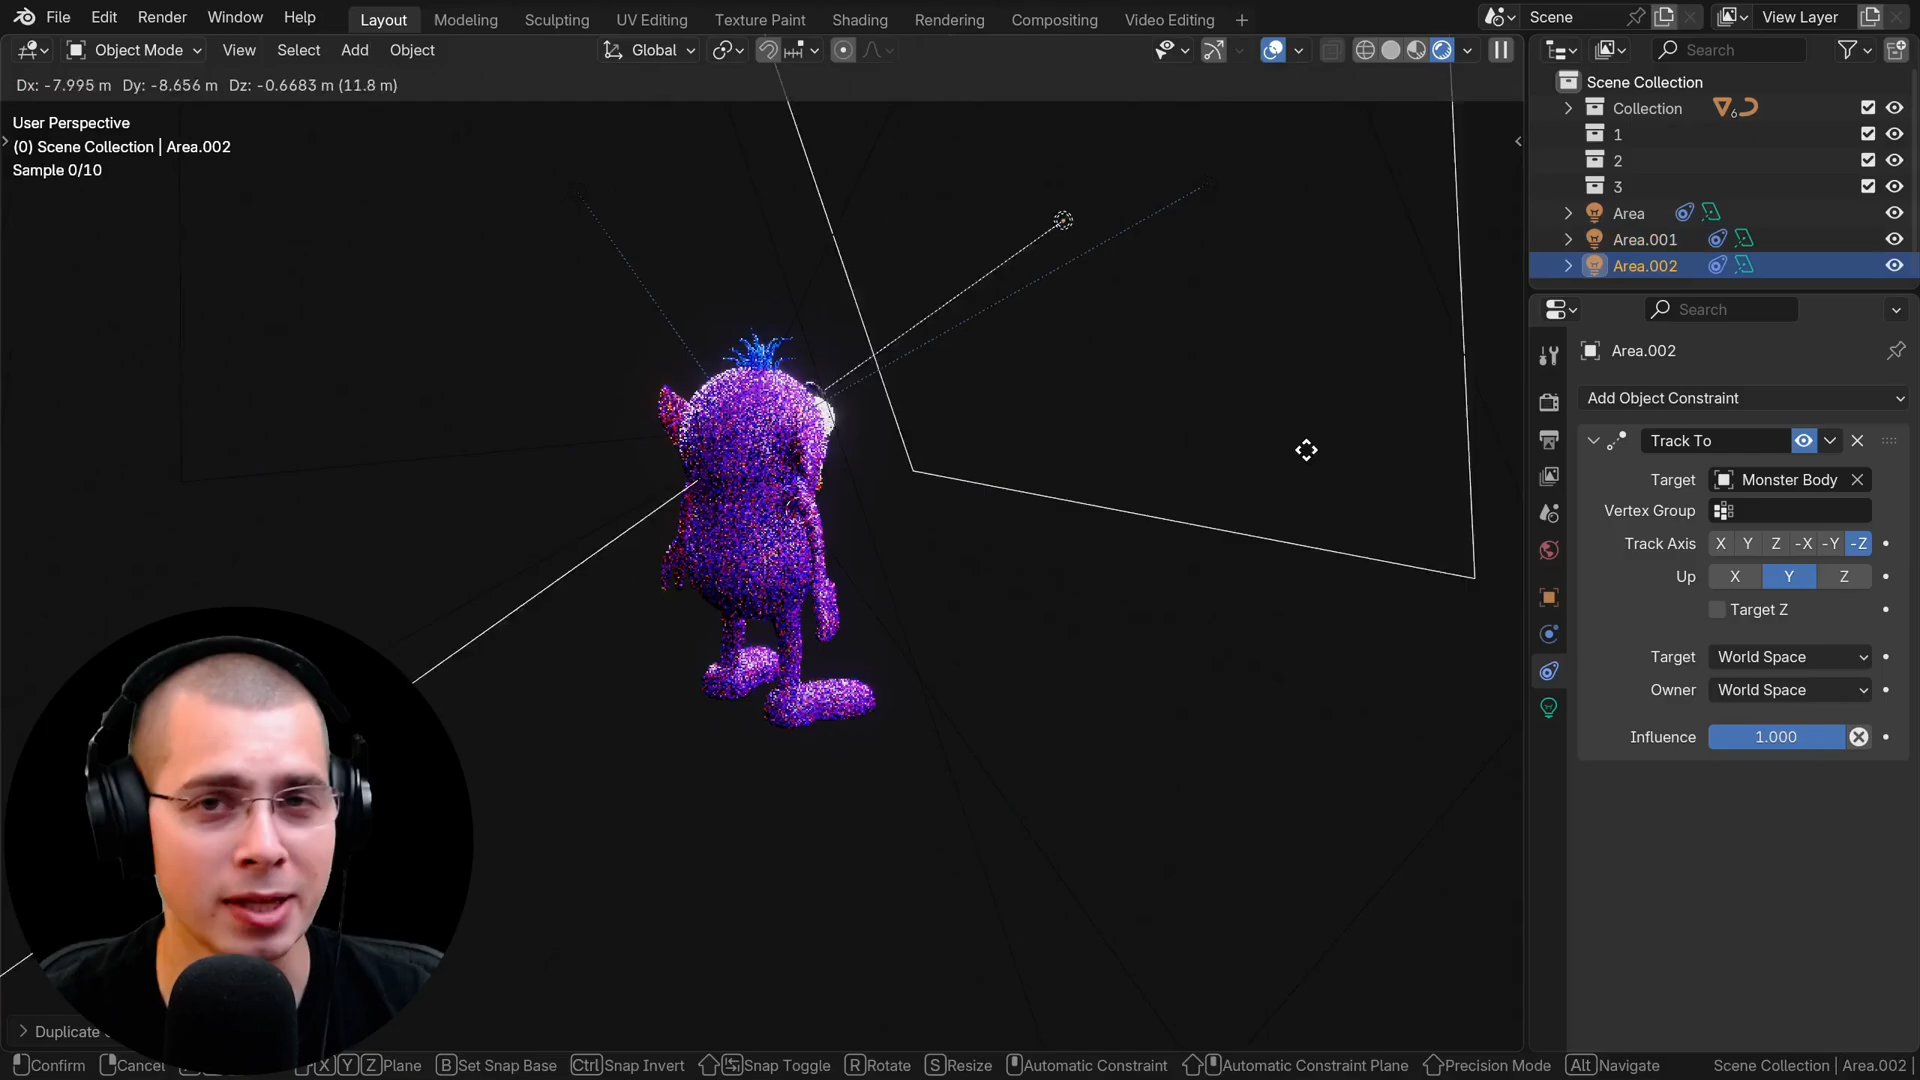 File Edit Render Window Help Layout Modeling Sculpting UV Editing Texture Paint Shading Rendering Compositing Video Editing + Scene View Layer
Object Mode View Select Add Object Global Search
Dx: -7.995 m Dy: -8.656 m Dz: -0.6683 m (11.8 m)
User Perspective
(0) Scene Collection | Area.002
Sample 0/10
Scene Collection
Collection 6
1
2
3
Area
Area.001
Area.002
Search
Area.002
Add Object Constraint
Track To
Target Monster Body
Vertex Group
Track Axis X Y Z -X -Y -Z
Up X Y Z
Target Z
Target World Space
Owner World Space
Influence 1.000
Duplicate
Confirm Cancel X Y Z Plane B Set Snap Base Ctrl Snap Invert Snap Toggle R Rotate S Resize Automatic Constraint Automatic Constraint Plane Precision Mode Alt Navigate Scene Collection | Area.002 |